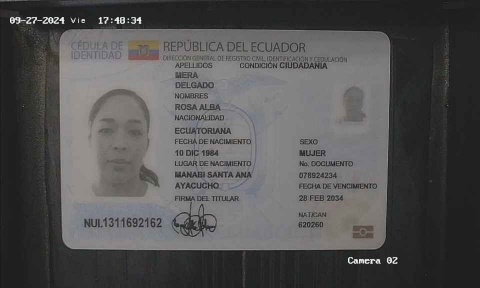 09-27-2024 Vie 17:48:34
CÉDULA DE IDENTIDAD
REPÚBLICA DEL ECUADOR
DIRECCIÓN GENERAL DE REGISTRO CIVIL, IDENTIFICACIÓN Y CEDULACIÓN
APELLIDOS CONDICIÓN CIUDADANÍA
MERA
DELGADO
NOMBRES
ROSA ALBA
NACIONALIDAD
ECUATORIANA
FECHA DE NACIMIENTO SEXO
10 DIC 1984 MUJER
LUGAR DE NACIMIENTO No. DOCUMENTO
MANABI SANTA ANA 078924234
AYACUCHO FECHA DE VENCIMIENTO
FIRMA DEL TITULAR 28 FEB 2034
NAT/CAN
620260
NUI.1311692162
Camera 02